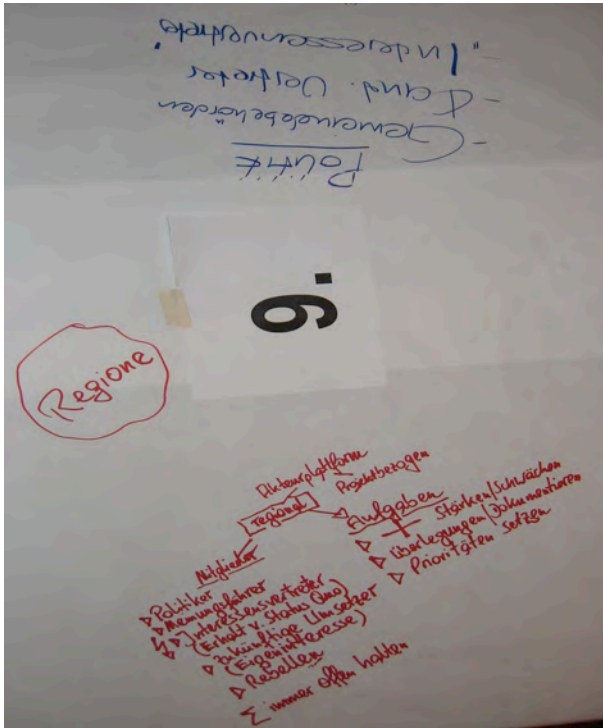 Politik
- Gemeindebehörden
- Land. Vertreter
- Interessenvertreter
6.
Regione
Akteurplattform
Projektbezogen
regional
Aufgaben
Stärken/Schwächen
Überlegungen/Dokumentieren
Prioritäten setzen
Mitglieder
Politiker
Meinungsführer
Interessensvertreter
(Erhalt v. Status Quo)
zukünftige Umsetzer
(Eigeninteresse)
Rebellen
immer offen halten